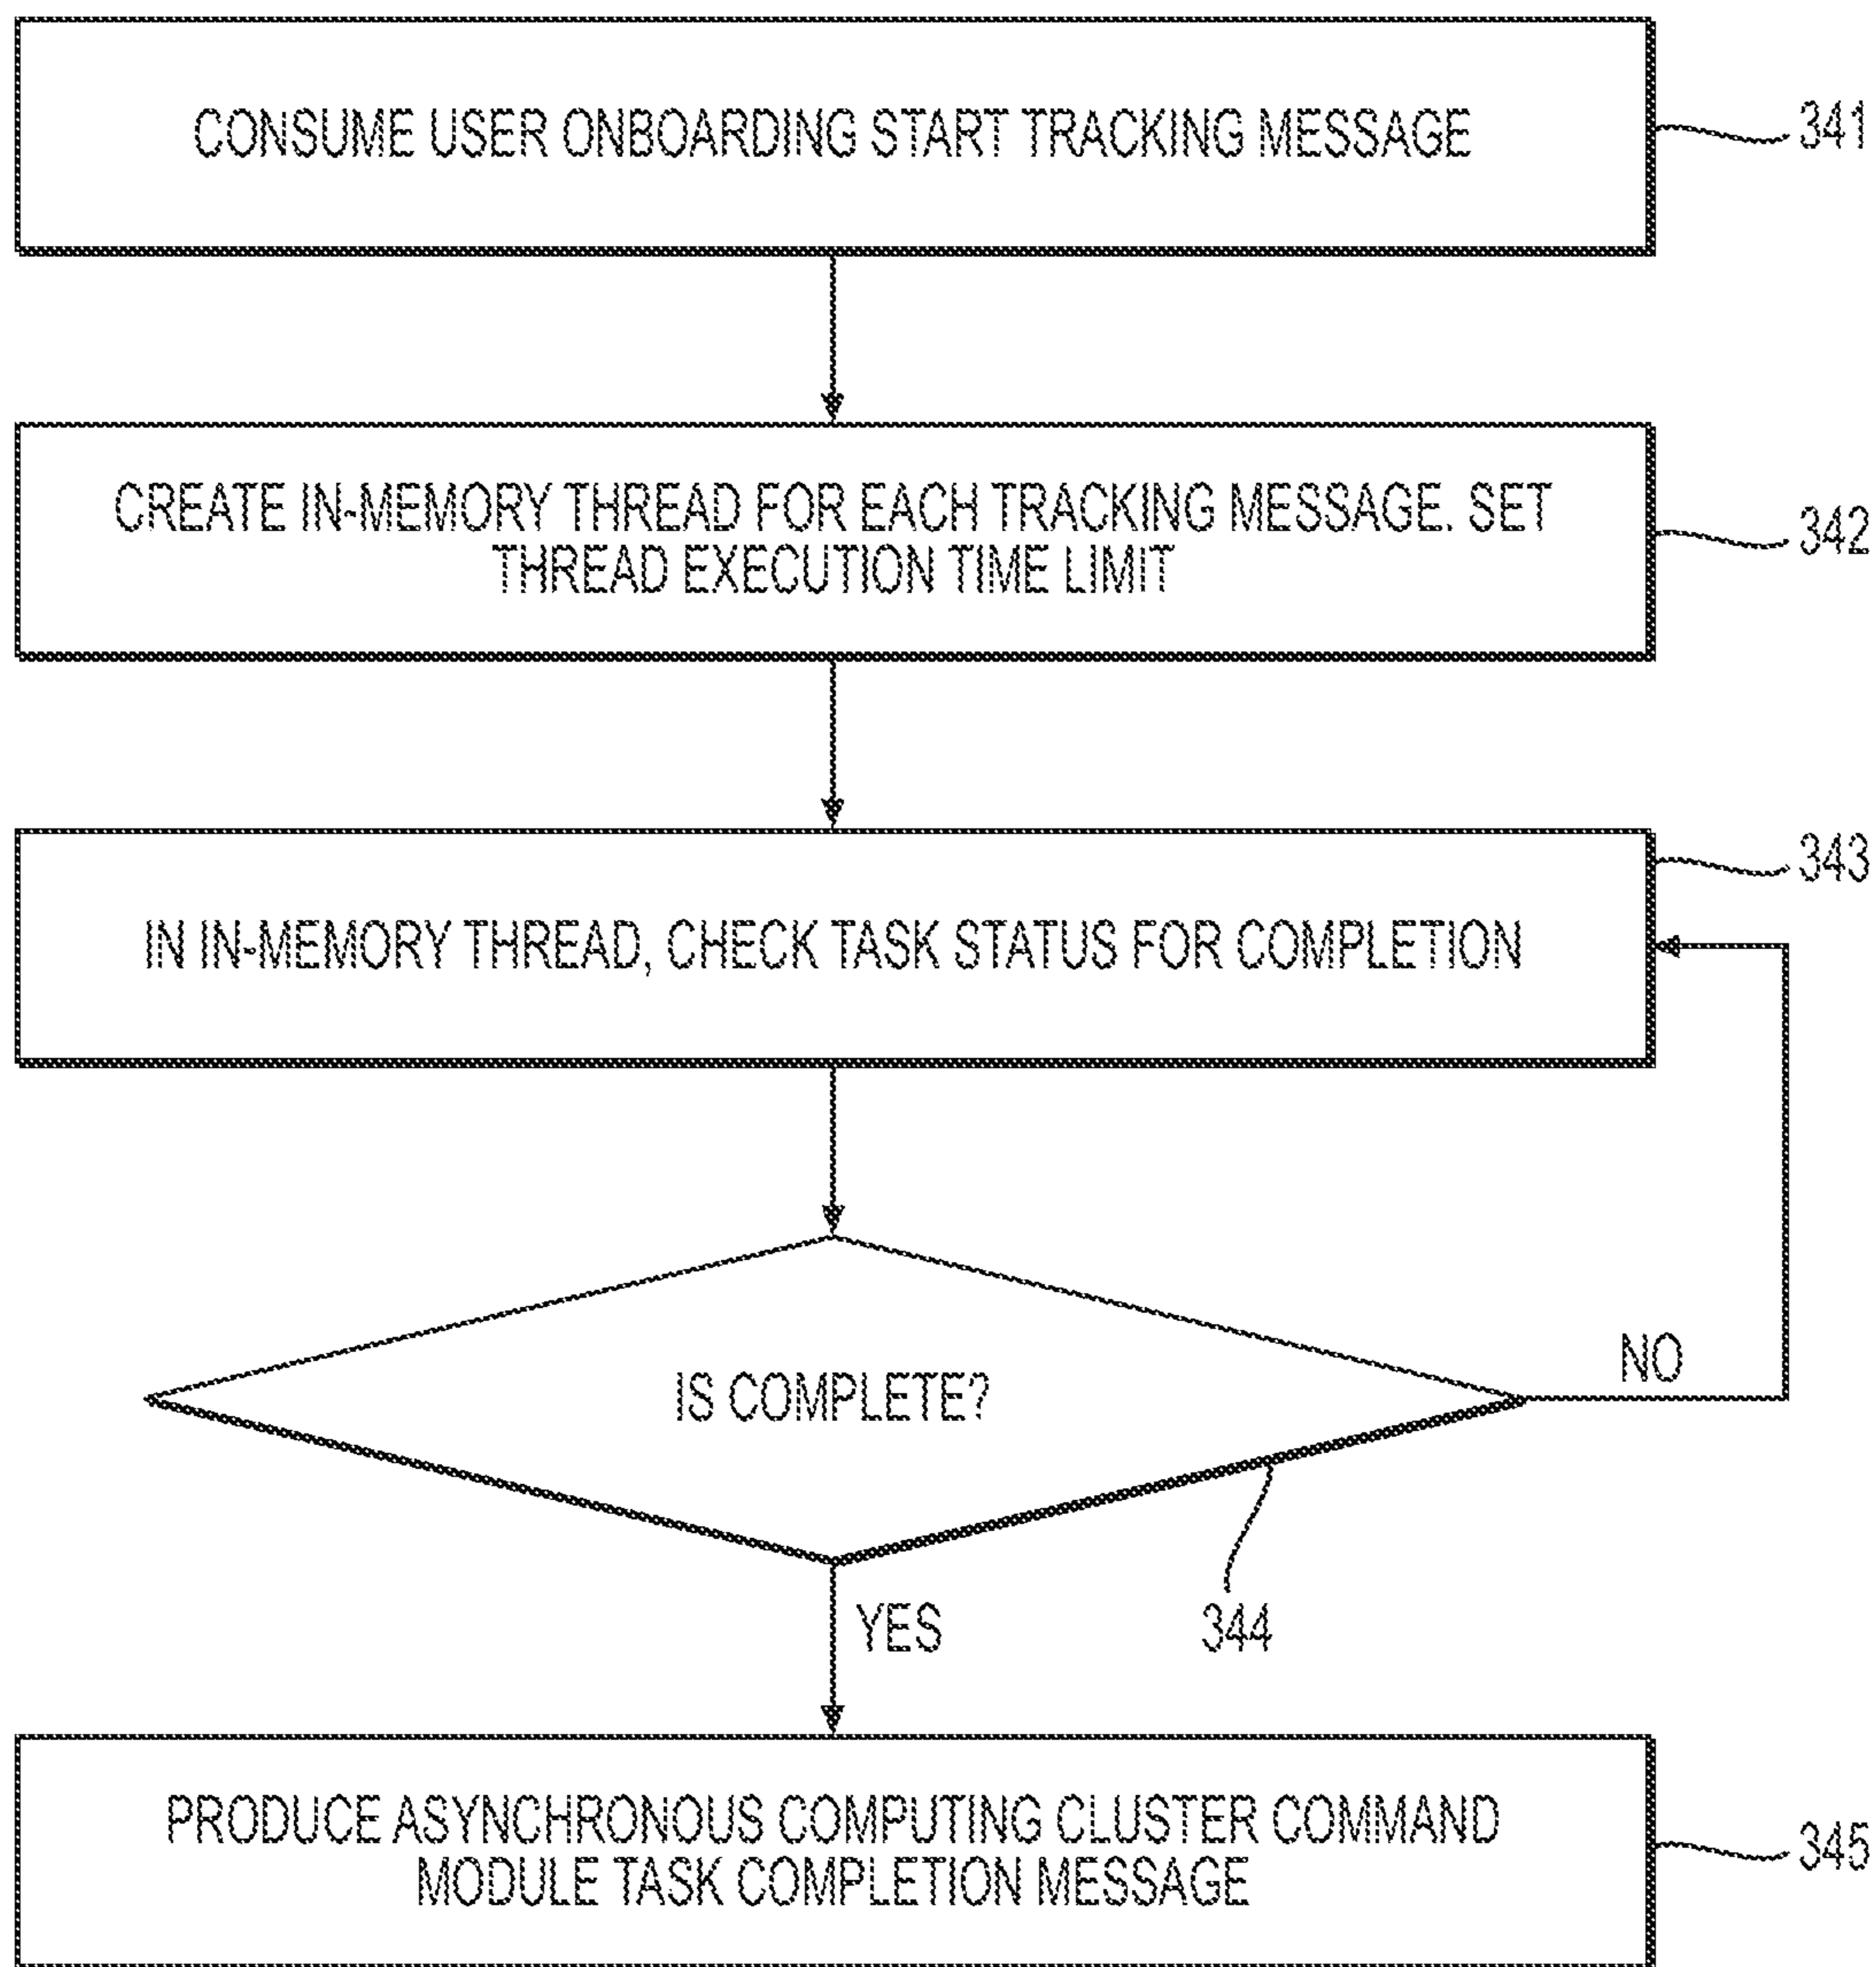 CONSUME USER ONBOARDING START TRACKING MESSAGE
341
CREATE IN-MEMORY THREAD FOR EACH TRACKING MESSAGE. SET
THREAD EXECUTION TIME LIMIT
342
343
IN IN-MEMORY THREAD, CHECK TASK STATUS FOR COMPLETION
IS COMPLETE?
NO
YES
344
PRODUCE ASYNCHRONOUS COMPUTING CLUSTER COMMAND
MODULE TASK COMPLETION MESSAGE
345